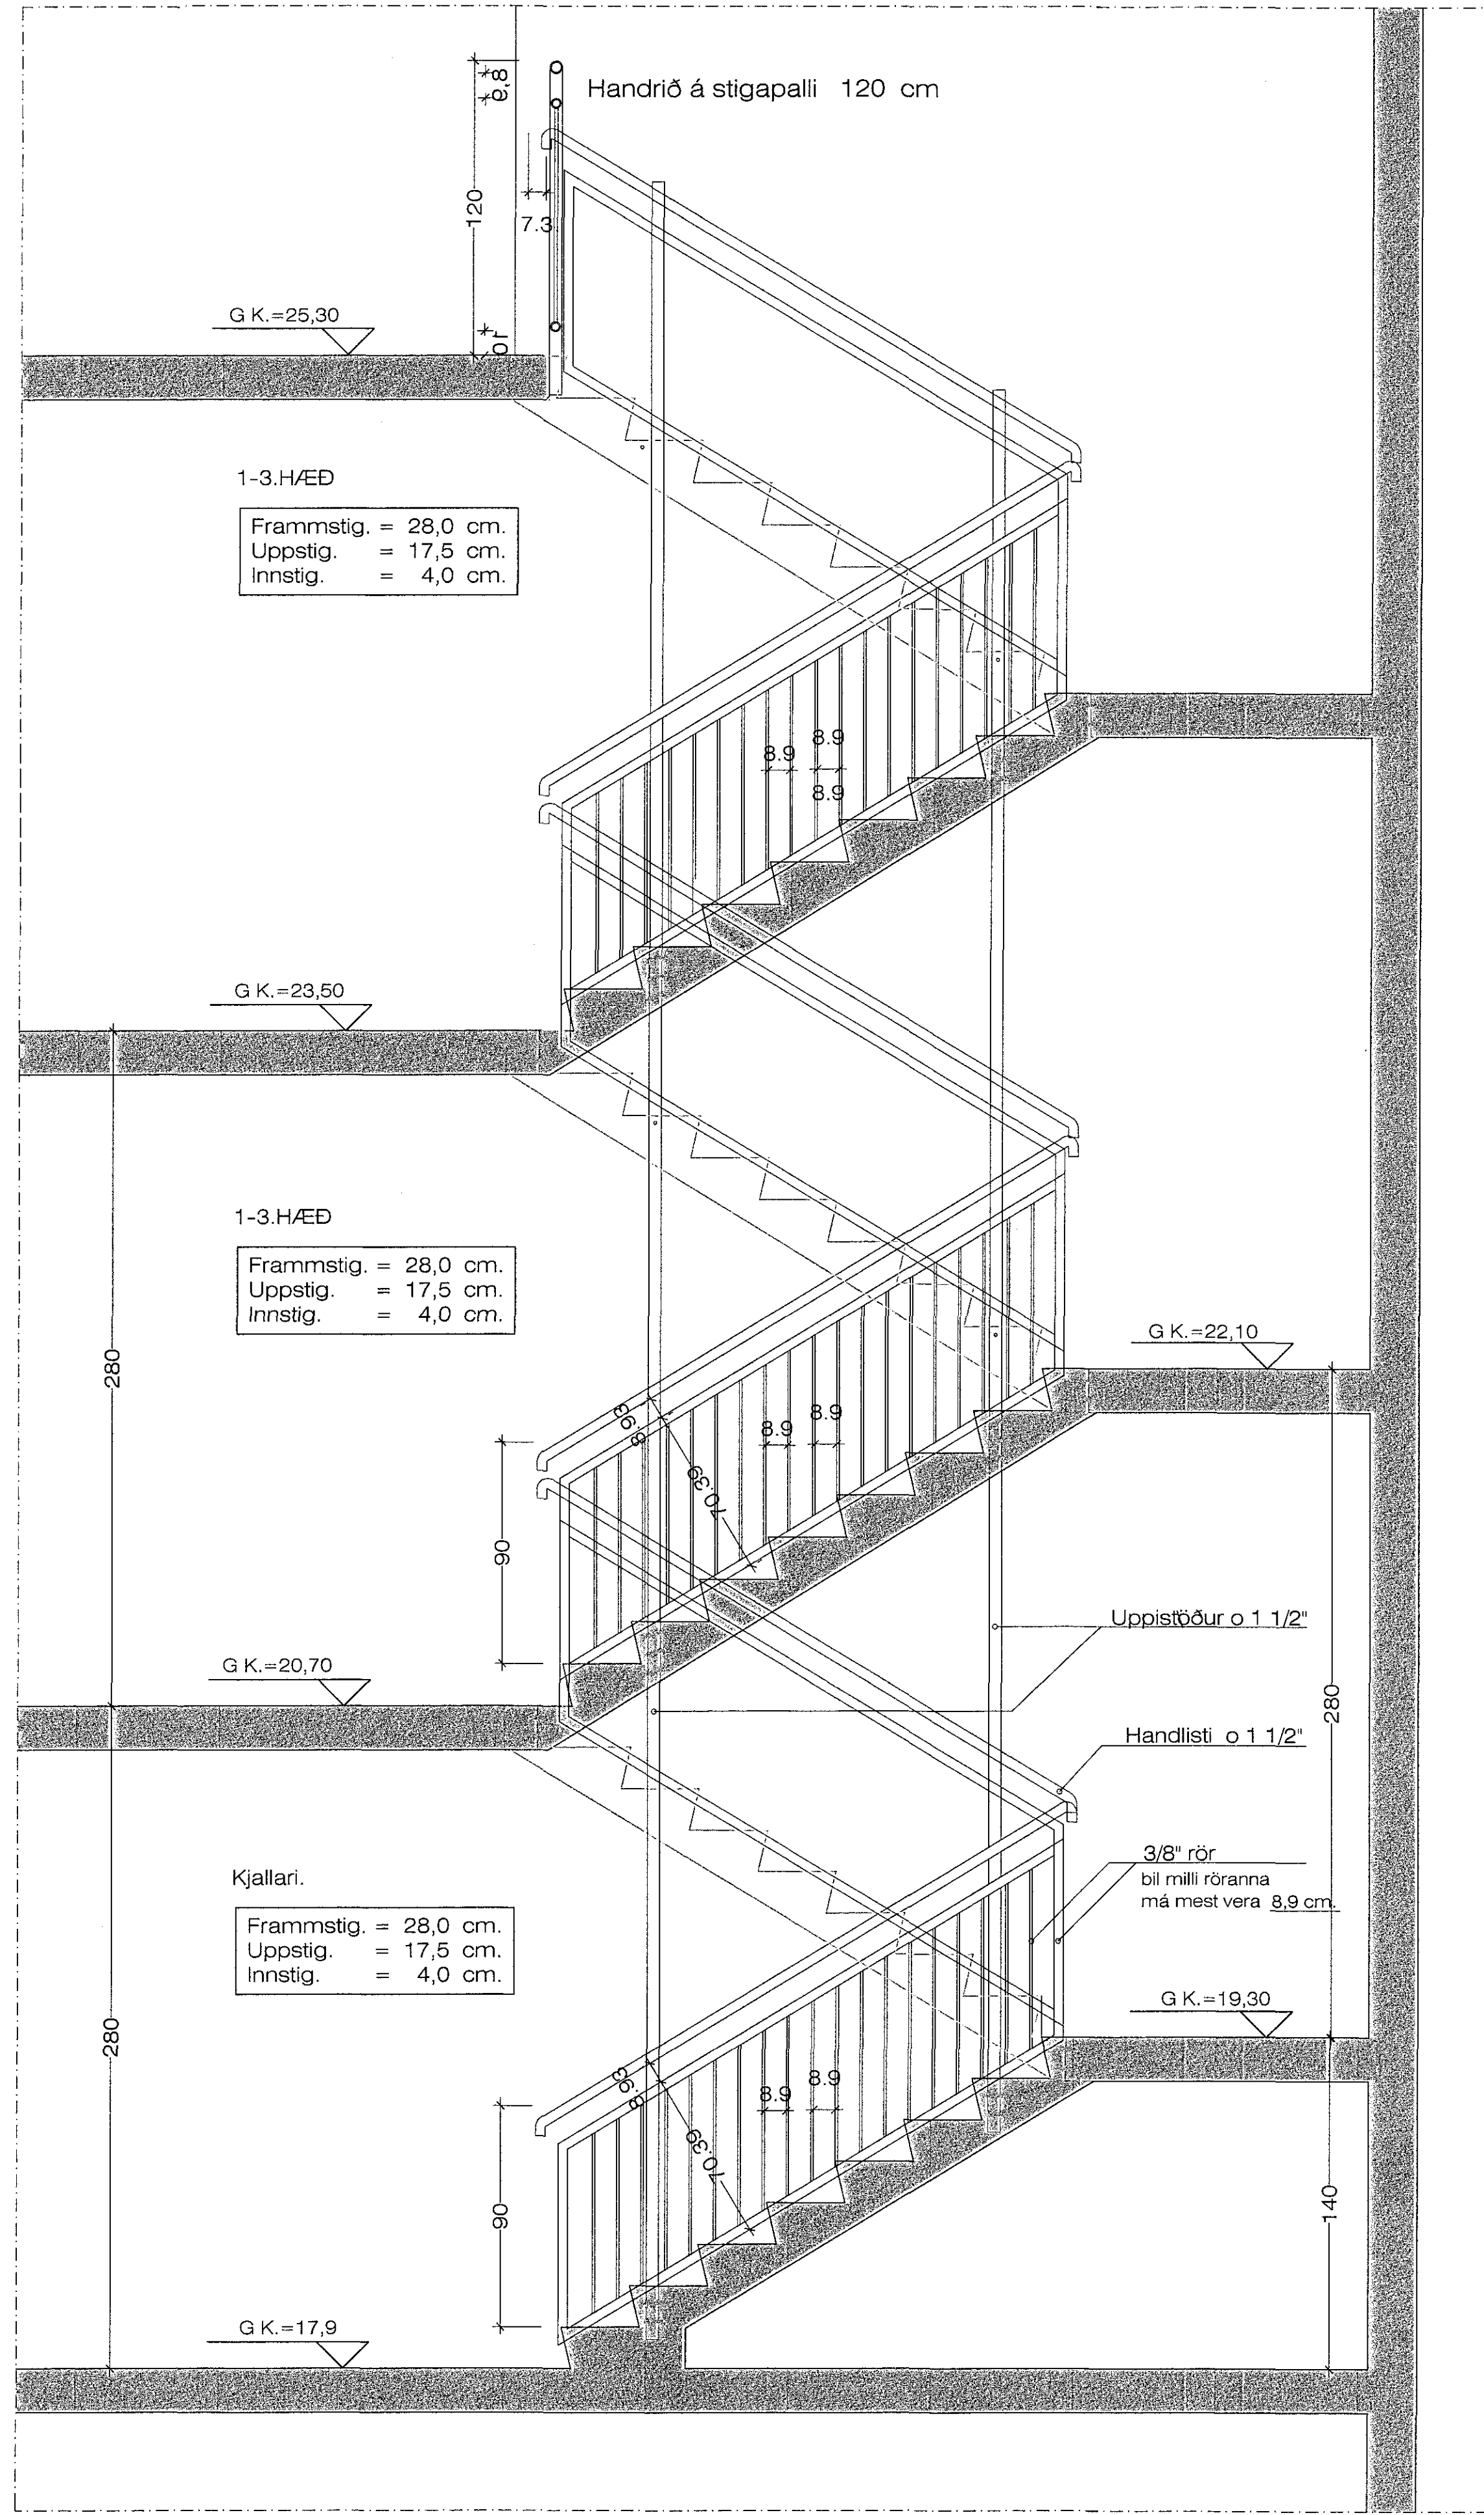 Handrið á stigapalli 120 cm
9.8
120
7.3
10
G K.=25,30
1-3.HÆÐ
Frammstig. = 28,0 cm.
Uppstig. = 17,5 cm.
Innstig. = 4,0 cm.
8.9
8.9
8.9
G K.=23,50
1-3.HÆÐ
Frammstig. = 28,0 cm.
Uppstig. = 17,5 cm.
Innstig. = 4,0 cm.
280
G K.=22,10
8.93
70.39
8.9
8.9
90
Uppistöður o 1 1/2"
G K.=20,70
280
Handlisti o 1 1/2"
3/8" rör
bil milli röranna
má mest vera 8,9 cm.
Kjallari.
Frammstig. = 28,0 cm.
Uppstig. = 17,5 cm.
Innstig. = 4,0 cm.
280
G K.=19,30
8.93
70.39
8.9
8.9
90
140
G K.=17,9